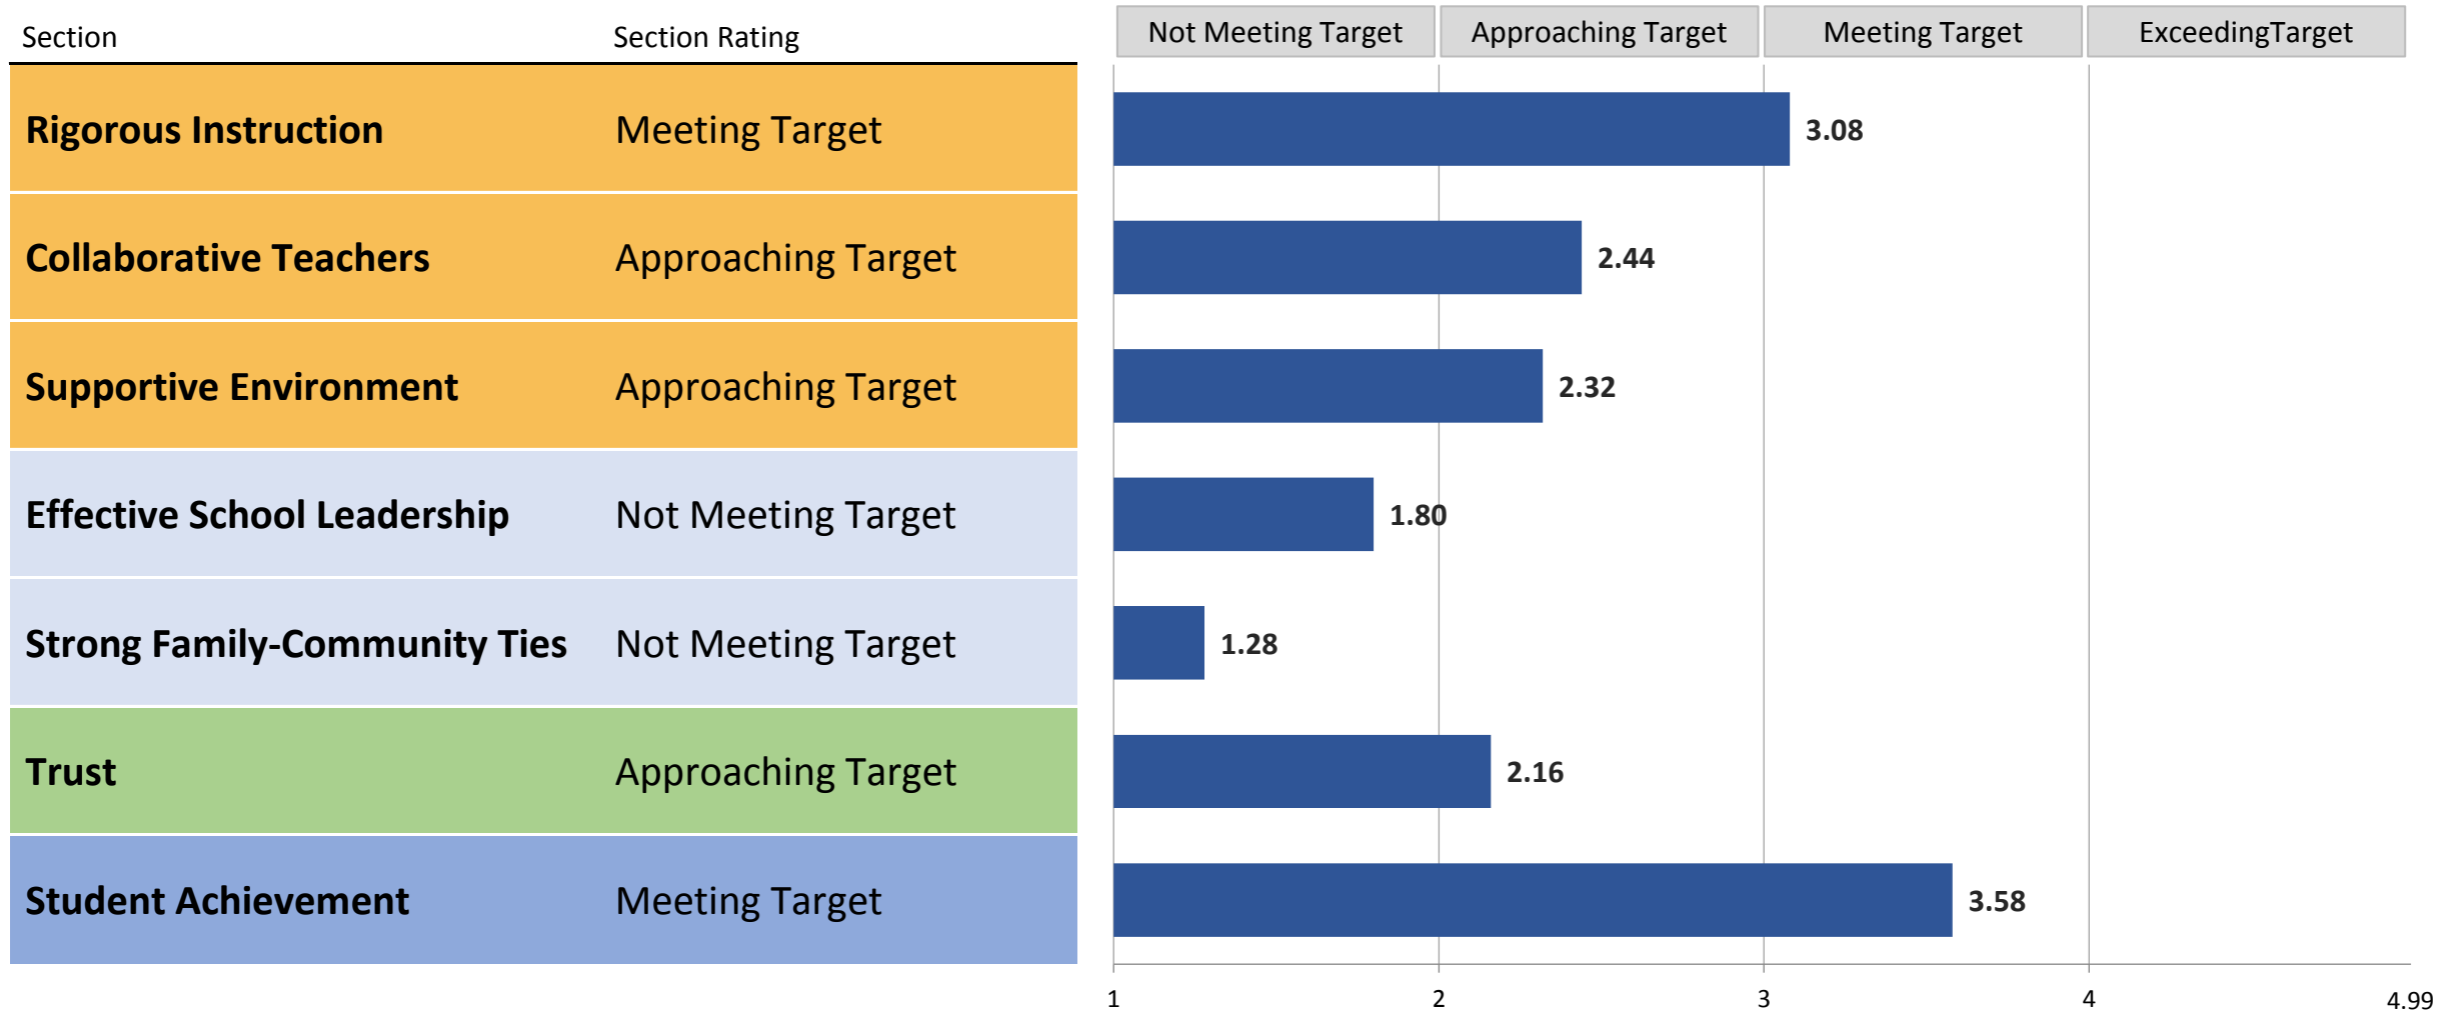 Section Section Rating Not Meeting Target Approaching Target Meeting Target ExceedingTarget
Rigorous Instruction Meeting Target 3.08
Collaborative Teachers Approaching Target 2.44
Supportive Environment Approaching Target 2.32
Effective School Leadership Not Meeting Target 1.80
Strong Family-Community Ties Not Meeting Target 1.28
Trust Approaching Target 2.16
Student Achievement Meeting Target 3.58
1 2 3 4 4.99